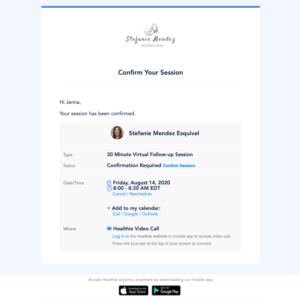 Stefanie Mendez
NUTRITION
Confirm Your Session
Hi Jenna,
Your session has been confirmed.
Stefanie Mendez Esquivel
Type 30 Minute Virtual Follow-up Session
Status Confirmation Required Confirm Session
Date/Time Friday, August 14, 2020
8:00 - 8:30 AM EDT
Cancel | Reschedule
+ Add to my calendar:
iCal | Google | Outlook
Where Healthie Video Call
Log in to the Healthie website or mobile app to access video call.
Press the blue bar at the top of your screen to connect.
Access Healthie anytime, anywhere by downloading our mobile app
App Store
Google Play